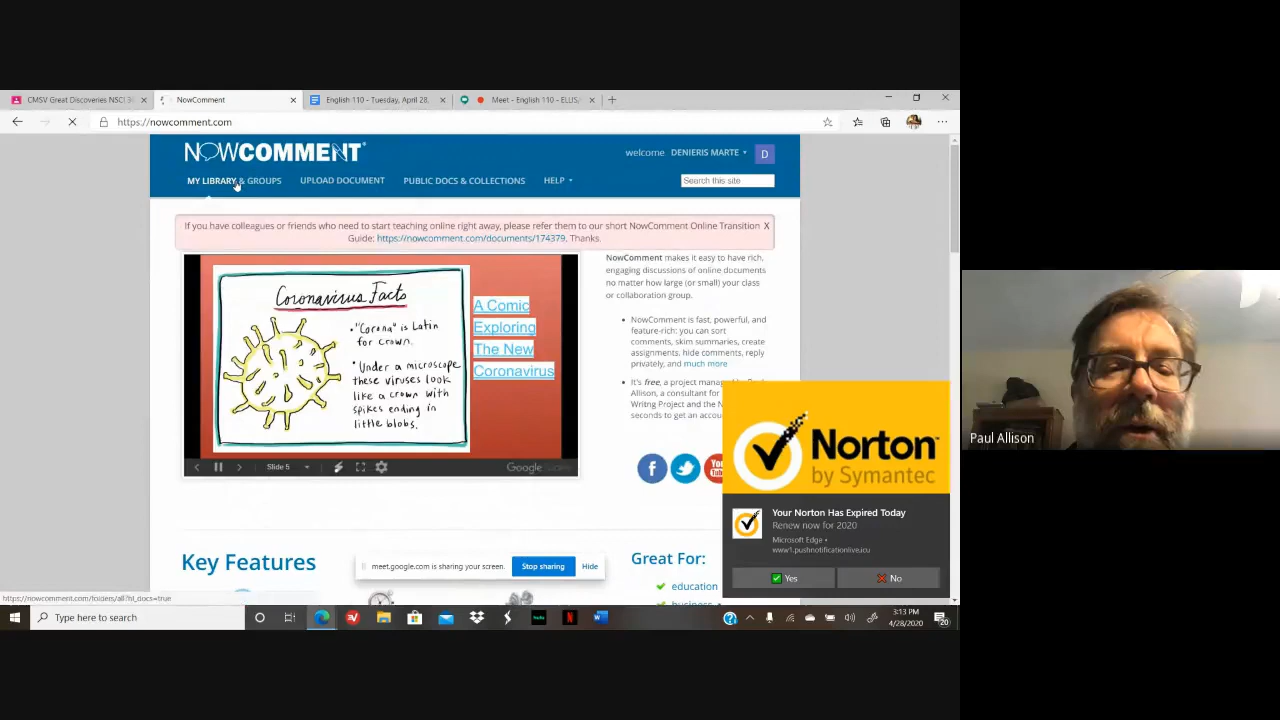 CMSV Great Discoveries NSCI 3
NowComment
English 110 - Tuesday, April 28,
Meet - English 110 - ELLIS/
https://nowcomment.com
NOWCOMMENT®
welcome DENIERIS MARTE D
MY LIBRARY & GROUPS UPLOAD DOCUMENT PUBLIC DOCS & COLLECTIONS HELP
Search this site
If you have colleagues or friends who need to start teaching online right away, please refer them to our short NowComment Online Transition X
Guide: https://nowcomment.com/documents/174379. Thanks.
Coronavirus Facts
• "Corona" is Latin
for crown.
• Under a microscope
these viruses look
like a crown with
spikes ending in
little blobs.
A Comic
Exploring
The New
Coronavirus
Slide 5
Google
NowComment makes it easy to have rich,
engaging discussions of online documents
no matter how large (or small) your class
or collaboration group.
• NowComment is fast, powerful, and
feature-rich: you can sort
comments, skim summaries, create
assignments, hide comments, reply
privately, and much more
• It's free, a project
Allison, a consultant for
Writng Project and the
seconds to get an
You
Norton™
by Symantec
Your Norton Has Expired Today
Renew now for 2020
Microsoft Edge •
www1.pushnotificationlive.icu
Yes
No
Key Features
Great For:
education
meet.google.com is sharing your screen.
Stop sharing
Hide
https://nowcomment.com/folders/all?hl_docs=true
Type here to search
hulu
N
W
3:13 PM
4/28/2020
20
Paul Allison